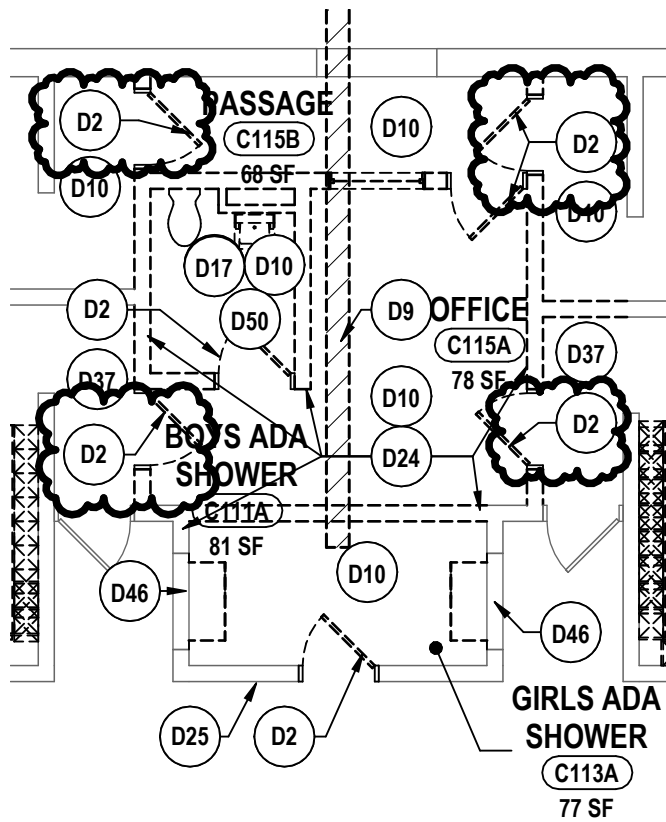 D2
PASSAGE
C115B
68 SF
D10
D2
D10
D10
D17
D10
D2
D50
D9
OFFICE
C115A
78 SF
D37
D37
D10
D2
BOYS ADA
SHOWER
C111A
81 SF
D24
D2
D10
D46
D46
D25
D2
GIRLS ADA
SHOWER
C113A
77 SF